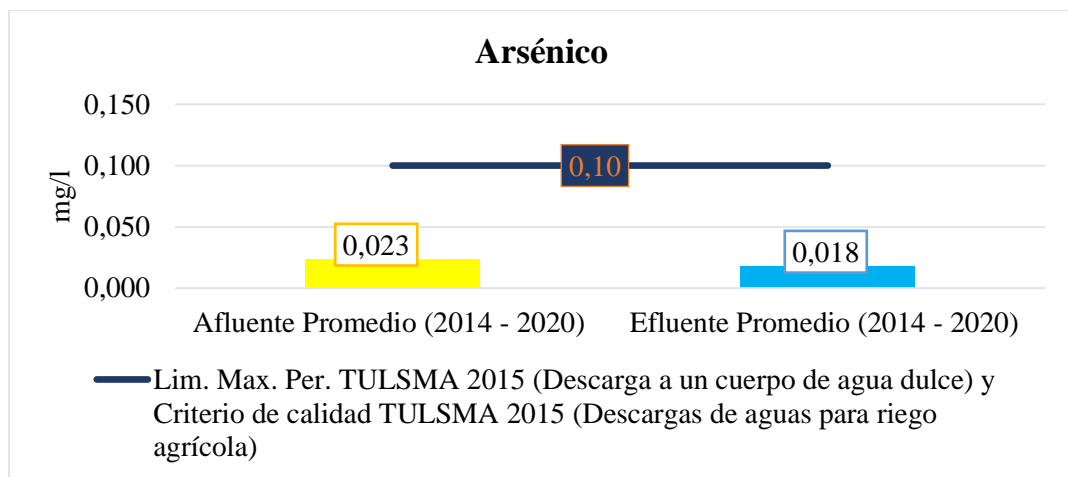 Arsénico
0,150
0,100
0,050
0,000
mg/l
0,10
0,023
0,018
Afluente Promedio (2014 - 2020)
Efluente Promedio (2014 - 2020)
Lim. Max. Per. TULSMA 2015 (Descarga a un cuerpo de agua dulce) y
Criterio de calidad TULSMA 2015 (Descargas de aguas para riego
agrícola)